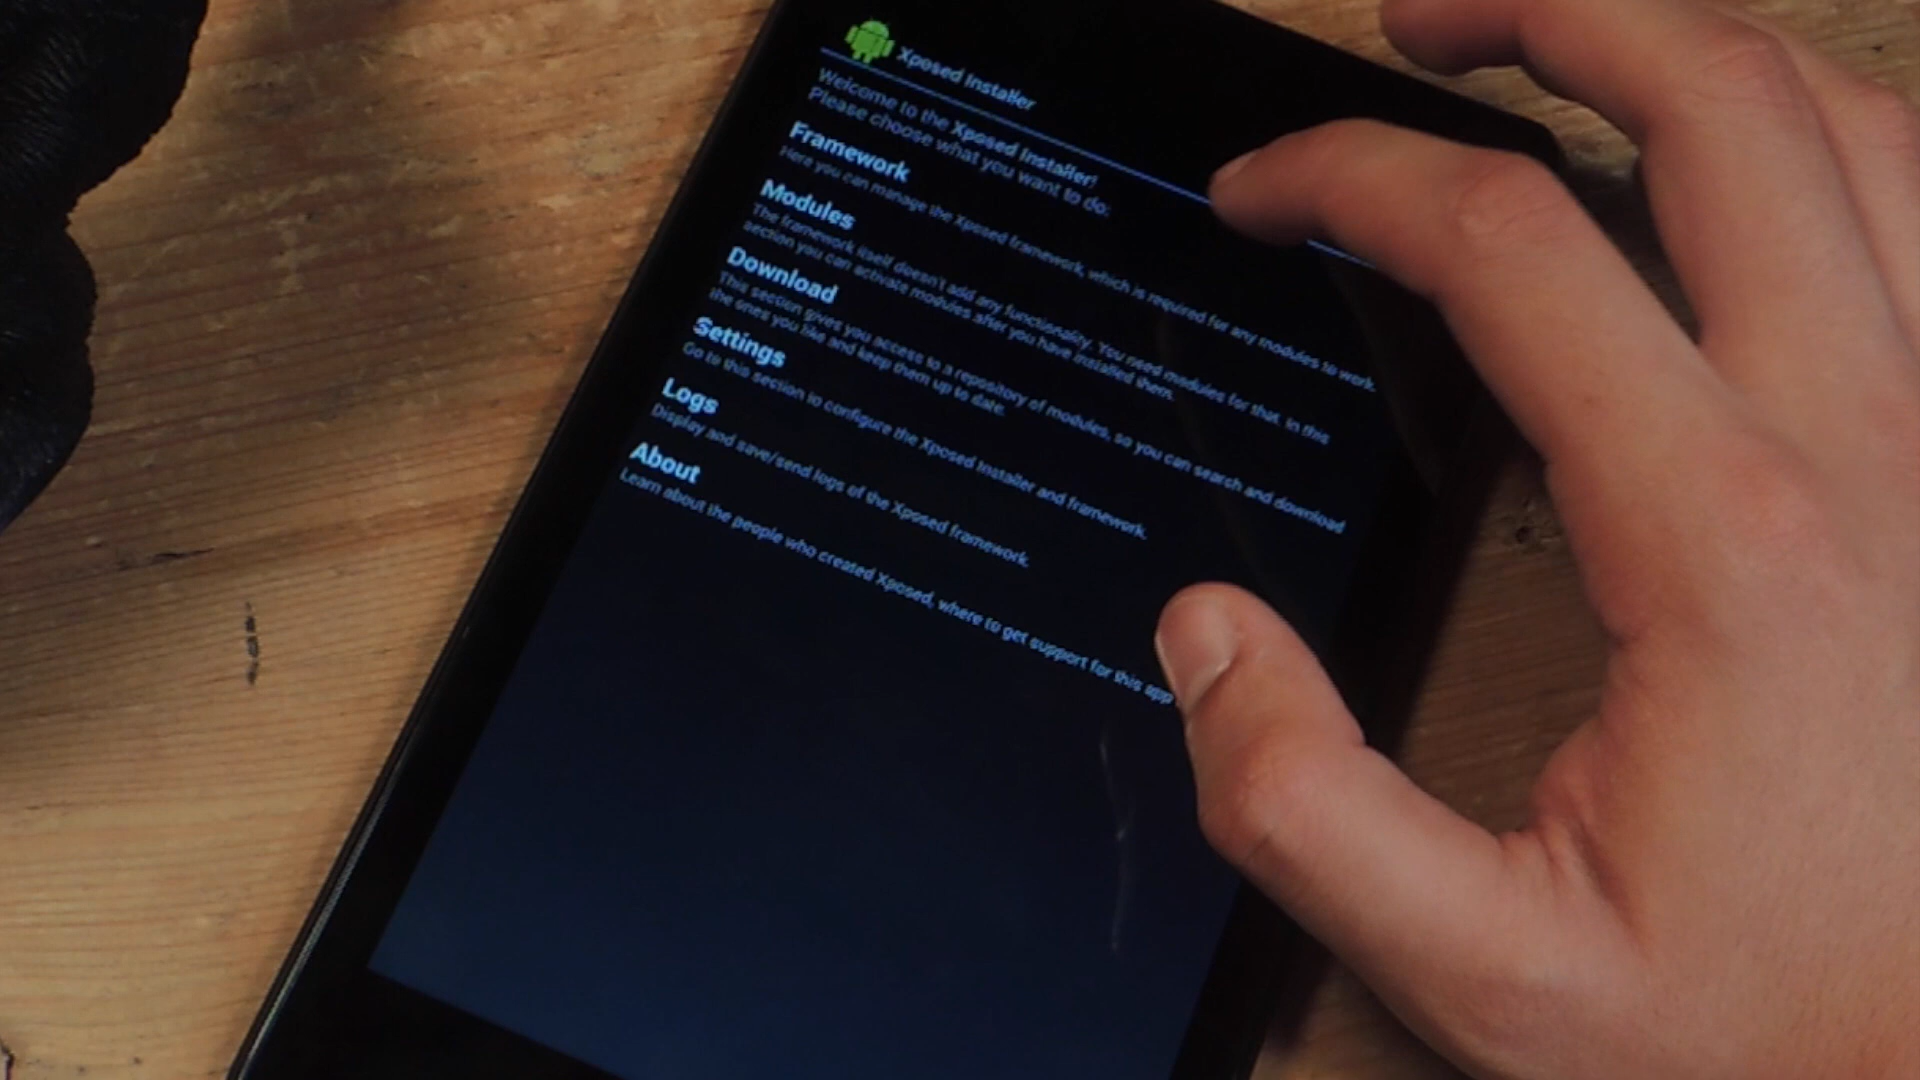 Xposed Installer
Welcome to the Xposed Installer!
Please choose what you want to do:
Framework
Here you can manage the Xposed framework, which is required for any modules to work.
Modules
The framework itself doesn't add any functionality. You need modules for that. In this
section you can activate modules after you have installed them.
Download
This section gives you access to a repository of modules, so you can search and download
the ones you like and keep them up to date.
Settings
Go to this section to configure the Xposed Installer and framework.
Logs
Display and save/send logs of the Xposed framework.
About
Learn about the people who created Xposed, where to get support for this app